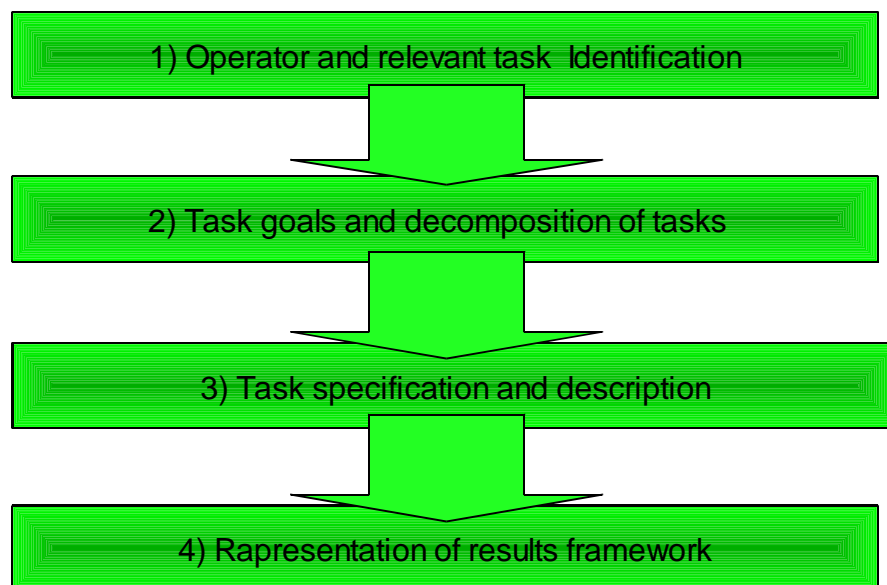 1) Operator and relevant task Identification
2) Task goals and decomposition of tasks
3) Task specification and description
4) Rapresentation of results framework